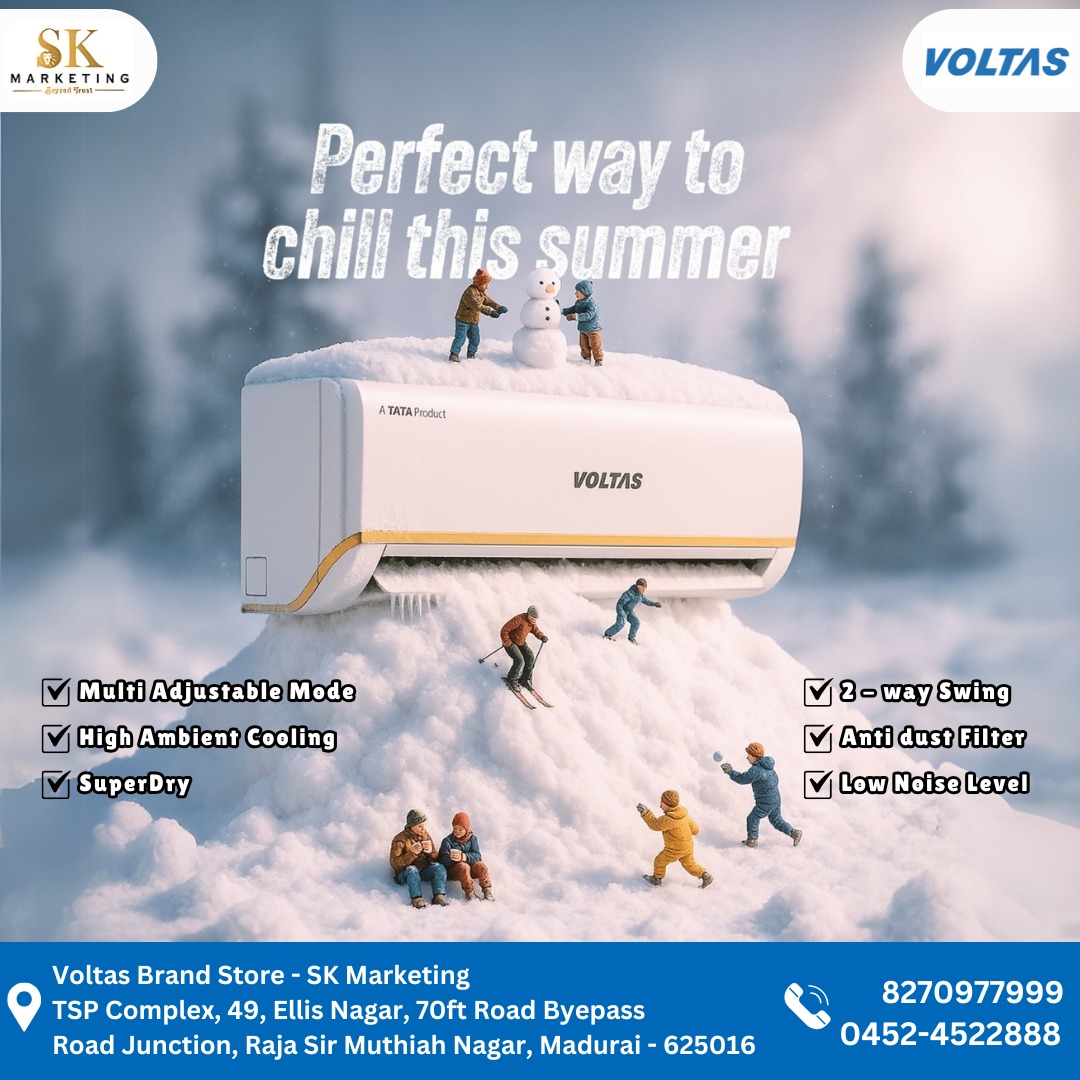 SK
MARKETING
Beyond Trust
VOLTAS
Perfect way to
chill this summer
A TATA Product
VOLTAS
Multi Adjustable Mode
High Ambient Cooling
SuperDry
2 - way Swing
Anti dust Filter
Low Noise Level
Voltas Brand Store - SK Marketing
TSP Complex, 49, Ellis Nagar, 70ft Road Byepass
Road Junction, Raja Sir Muthiah Nagar, Madurai - 625016
8270977999
0452-4522888